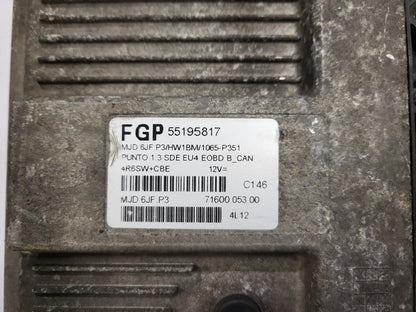 FGP 55195817
MJD 6JF P3/HW1BM/1065-P351
PUNTO 1.3 SDE EU4 EOBD B_CAN
4R6SW+CBE 12V=
C146
MJD 6JF.P3 71600.053.00
4L12